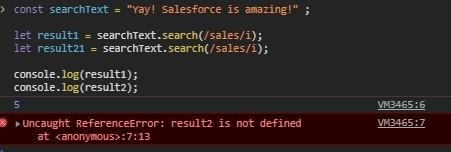 > const searchText = "Yay! Salesforce is amazing!" ;
let result1 = searchText.search(/sales/i);
let result21 = searchText.search(/sales/i);
console.log(result1);
console.log(result2);
5 VM3465:6
Uncaught ReferenceError: result2 is not defined VM3465:7
at <anonymous>:7:13